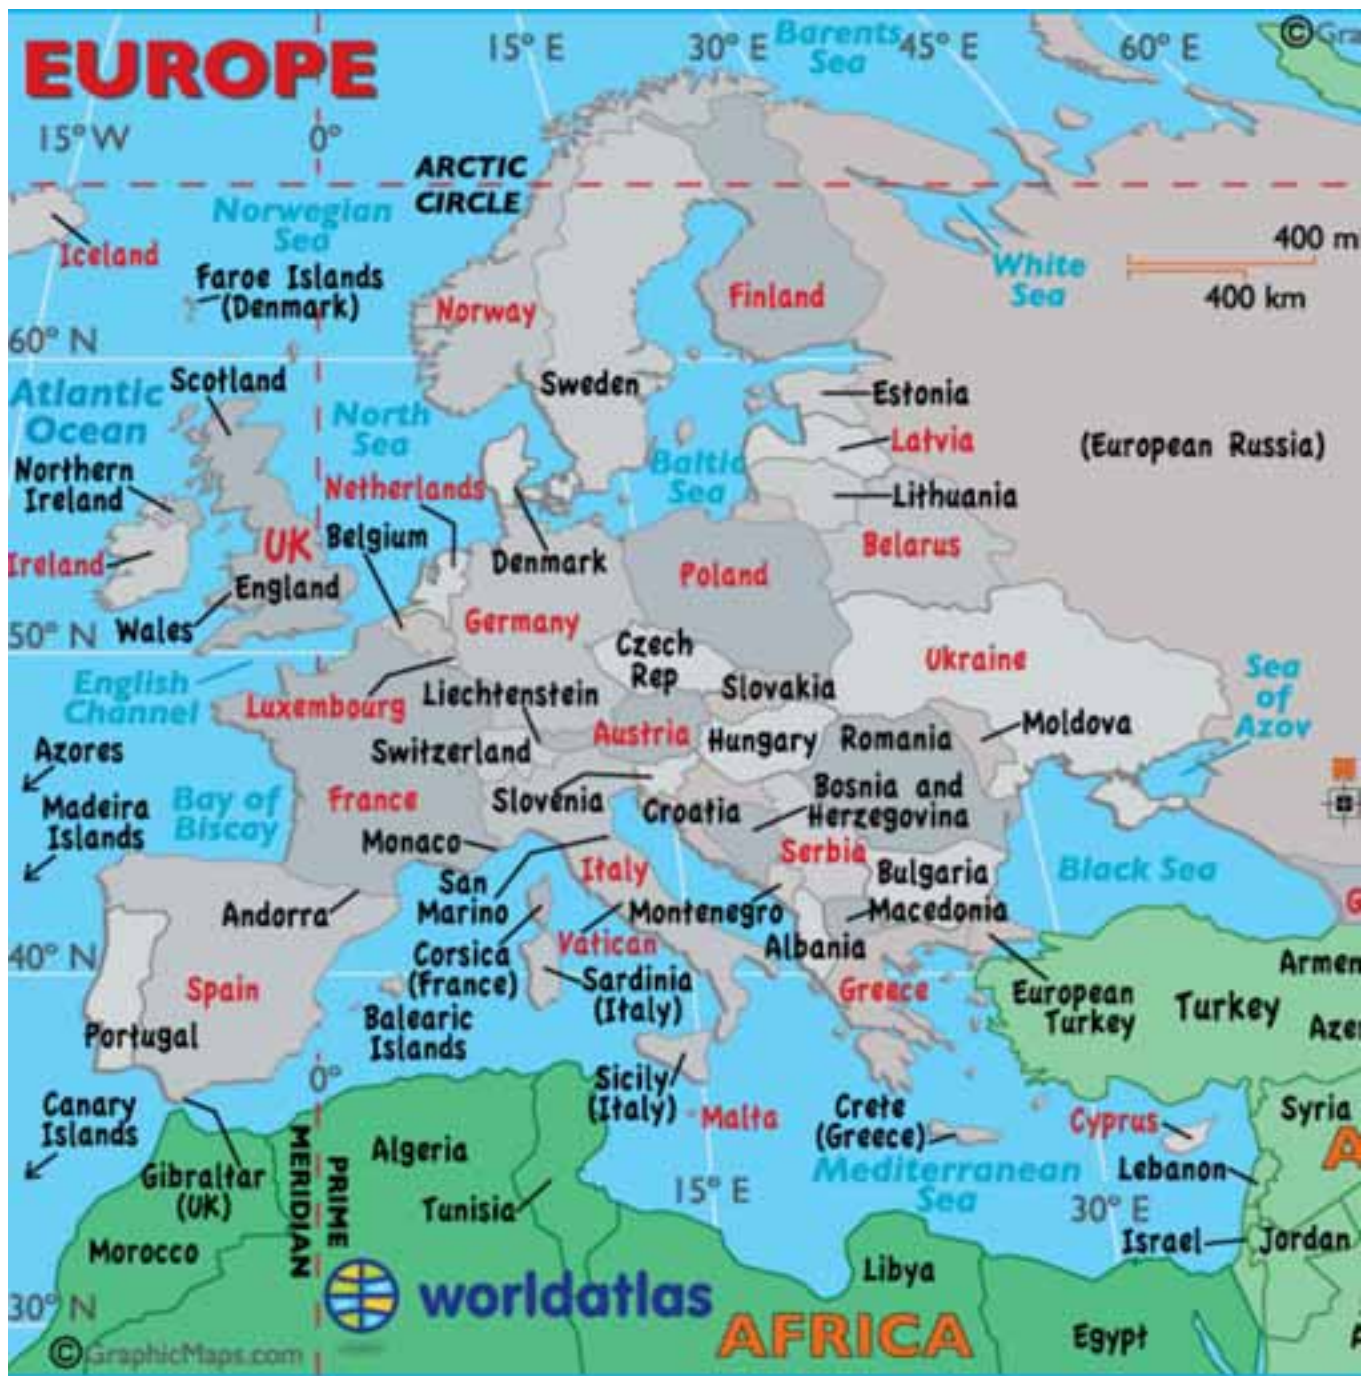 EUROPE
15° E
30° E
Barents
Sea
45° E
60° E
15° W
0°
ARCTIC
CIRCLE
Norwegian
Sea
Iceland
Faroe Islands
(Denmark)
Norway
Finland
White
Sea
400 km
60° N
Scotland
Atlantic
Ocean
North
Sea
Sweden
Estonia
Latvia
(European Russia)
Baltic
Sea
Lithuania
Northern
Ireland
Netherlands
Ireland
UK
Belgium
Denmark
Belarus
Poland
England
Wales
Germany
50° N
Czech
Rep
Ukraine
English
Channel
Luxembourg
Liechtenstein
Slovakia
Sea
of
Azov
Moldova
Azores
Switzerland
Austria
Hungary
Romania
Madeira
Islands
Bay of
Biscay
France
Slovenia
Croatia
Bosnia and
Herzegovina
N
Monaco
Italy
Serbia
Bulgaria
Black Sea
San
Marino
Andorra
Montenegro
Macedonia
G
Corsica
(France)
Vatican
Albania
40° N
Spain
Sardinia
(Italy)
Greece
European
Turkey
Turkey
Armen
Azer
Portugal
Balearic
Islands
0°
Sicily
(Italy)
Malta
Crete
(Greece)
Cyprus
Syria
A
Canary
Islands
Gibraltar
(UK)
MERIDIAN
PRIME
Algeria
Tunisia
15° E
Mediterranean
Sea
30° E
Lebanon
Israel
Jordan
Morocco
Libya
30° N
worldatlas
AFRICA
Egypt
A
©GraphicMaps.com